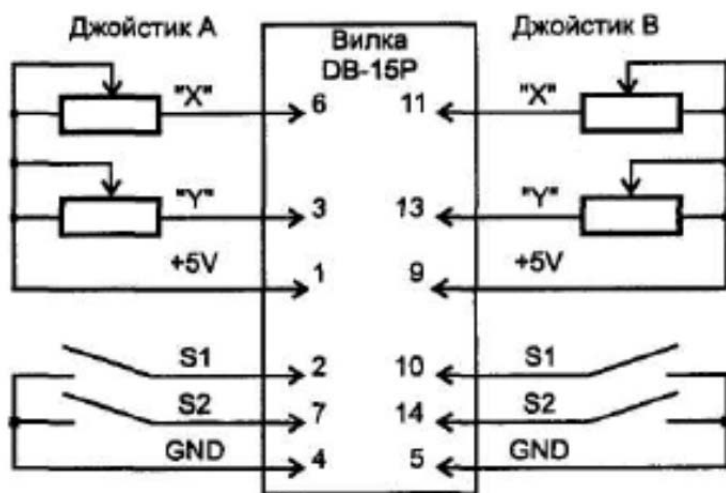 Джойстик А
Вилка
DB-15P
Джойстик В
"X"
6
11
"X"
"Y"
3
13
"Y"
+5V
1
9
+5V
S1
2
10
S1
S2
7
14
S2
GND
4
5
GND